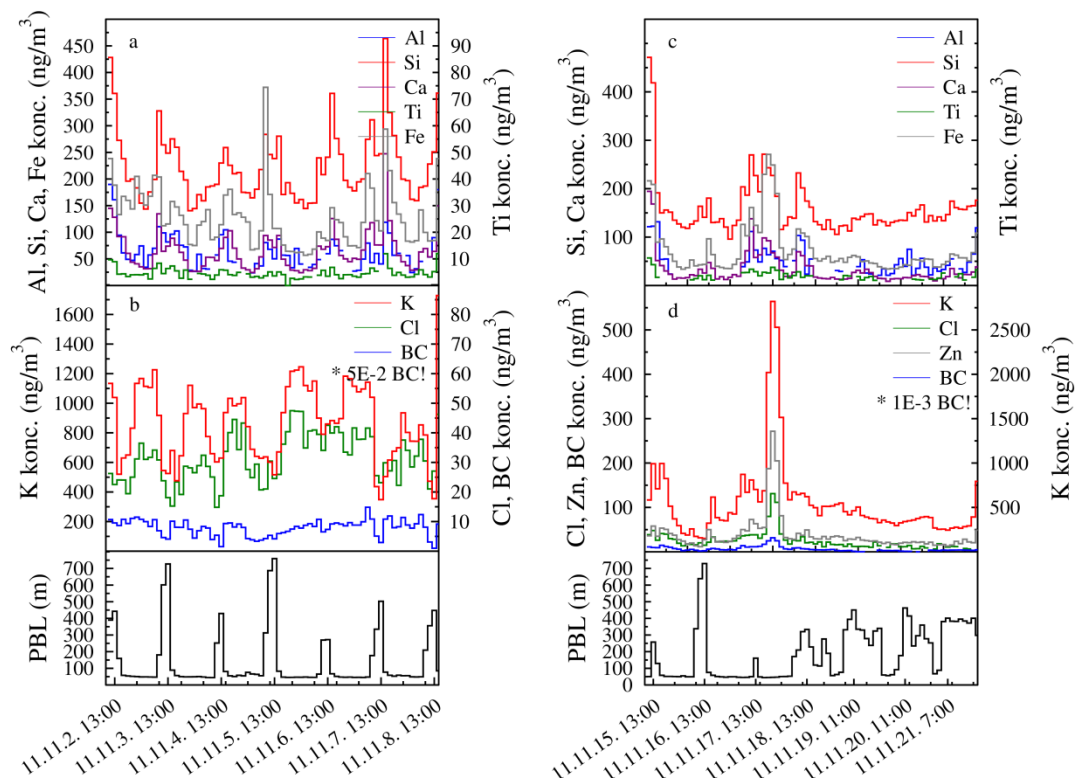 a
Al
Si
Ca
Ti
Fe
450
400
350
300
250
200
150
100
50
Al, Si, Ca, Fe konc. (ng/m³)
90
80
70
60
50
40
30
20
10
Ti konc. (ng/m³)
c
Al
Si
Ca
Ti
Fe
400
300
200
100
Si, Ca konc. (ng/m³)
Ti konc. (ng/m³)
b
K
Cl
BC
* 5E-2 BC!
1600
1400
1200
1000
800
600
400
200
K konc. (ng/m³)
80
70
60
50
40
30
20
10
Cl, BC konc. (ng/m³)
d
K
Cl
Zn
BC
* 1E-3 BC!
500
400
300
200
100
Cl, Zn, BC konc. (ng/m³)
2500
2000
1500
1000
500
K konc. (ng/m³)
700
600
500
400
300
200
100
0
PBL (m)
11.11.2. 13:00
11.11.3. 13:00
11.11.4. 13:00
11.11.5. 13:00
11.11.6. 13:00
11.11.7. 13:00
11.11.8. 13:00
700
600
500
400
300
200
100
0
PBL (m)
11.11.15. 13:00
11.11.16. 13:00
11.11.17. 13:00
11.11.18. 13:00
11.11.19. 11:00
11.11.20. 11:00
11.11.21. 7:00